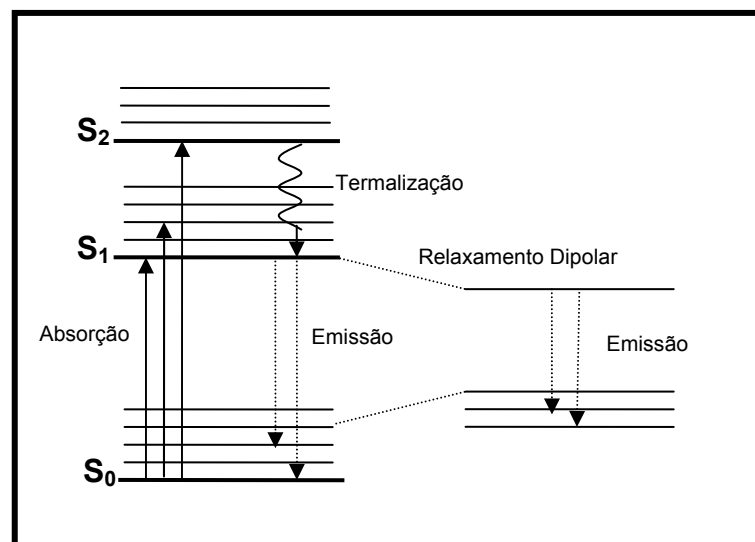 S₂
Termalização
S₁
Relaxamento Dipolar
Absorção
Emissão
Emissão
S₀